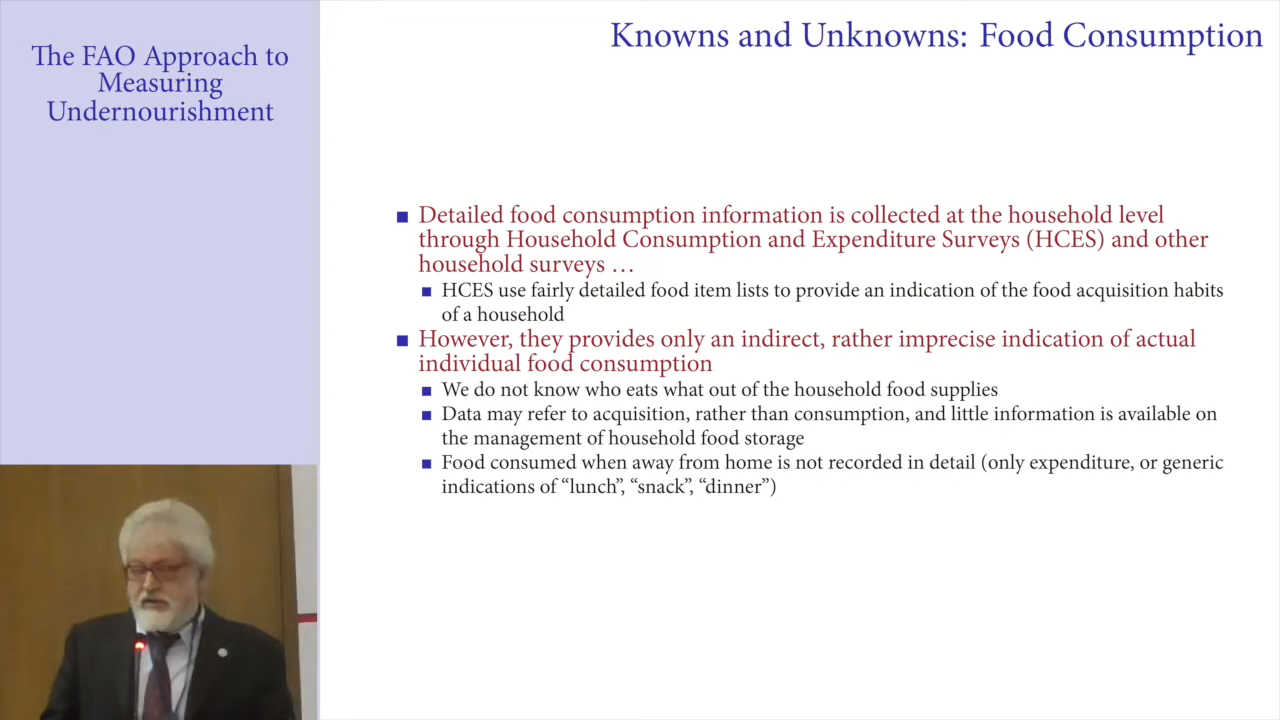 The FAO Approach to
Measuring
Undernourishment
Knowns and Unknowns: Food Consumption
Detailed food consumption information is collected at the household level
through Household Consumption and Expenditure Surveys (HCES) and other
household surveys …
HCES use fairly detailed food item lists to provide an indication of the food acquisition habits
of a household
However, they provides only an indirect, rather imprecise indication of actual
individual food consumption
We do not know who eats what out of the household food supplies
Data may refer to acquisition, rather than consumption, and little information is available on
the management of household food storage
Food consumed when away from home is not recorded in detail (only expenditure, or generic
indications of “lunch”, “snack”, “dinner”)